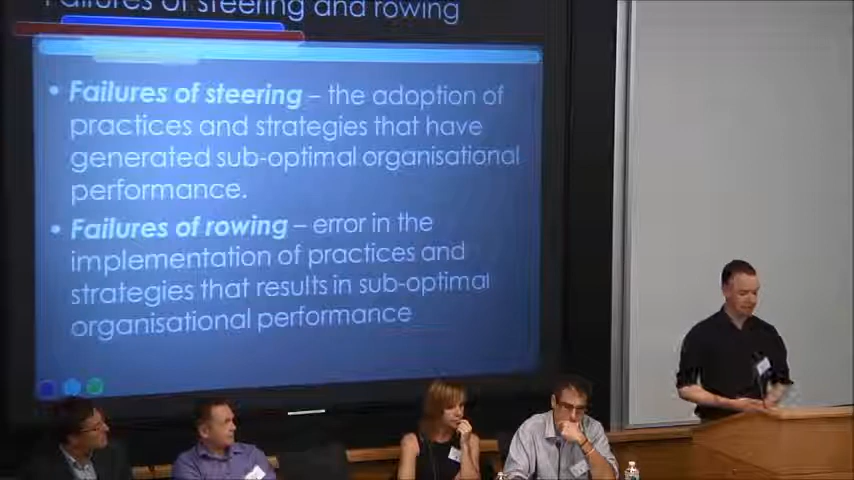 Failures of steering and rowing
• Failures of steering – the adoption of
practices and strategies that have
generated sub-optimal organisational
performance.
• Failures of rowing – error in the
implementation of practices and
strategies that results in sub-optimal
organisational performance